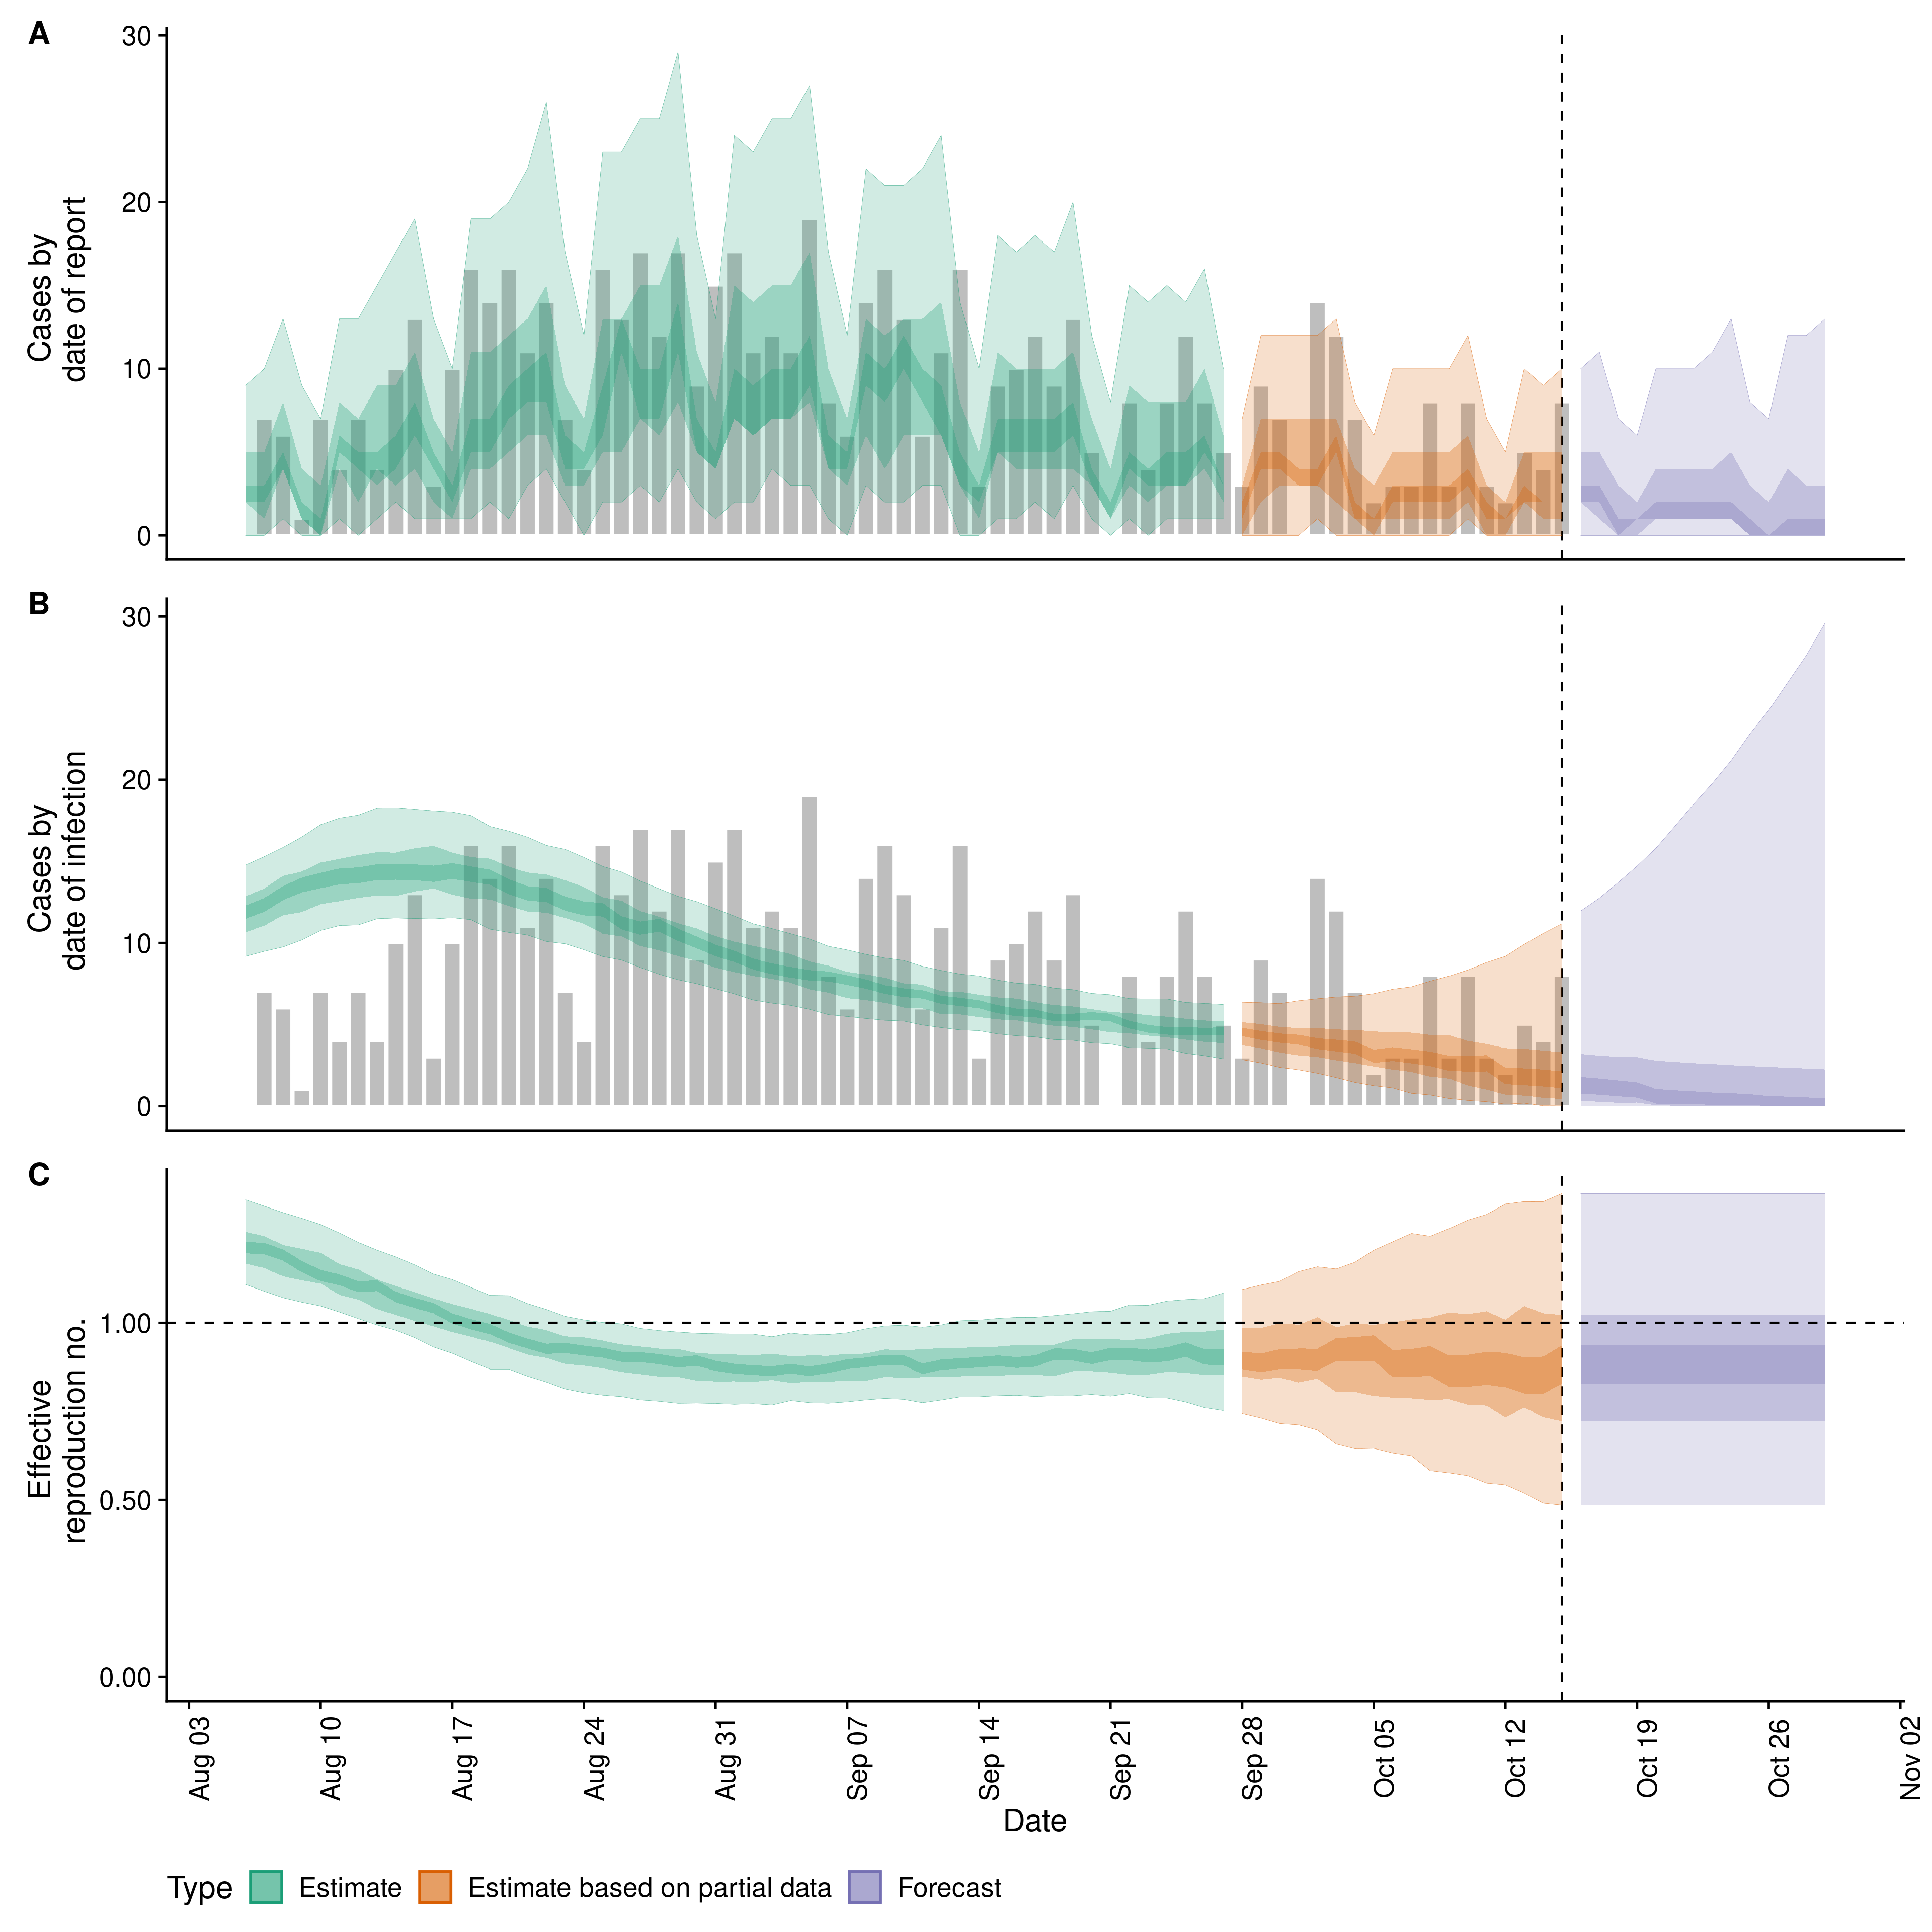 A
30
20
10
0
Cases by
date of report
B
30
20
10
0
Cases by
date of infection
C
1.00
0.50
0.00
Effective
reproduction no.
Aug 03
Aug 10
Aug 17
Aug 24
Aug 31
Sep 07
Sep 14
Sep 21
Sep 28
Oct 05
Oct 12
Oct 19
Oct 26
Nov 02
Date
Type Estimate Estimate based on partial data Forecast